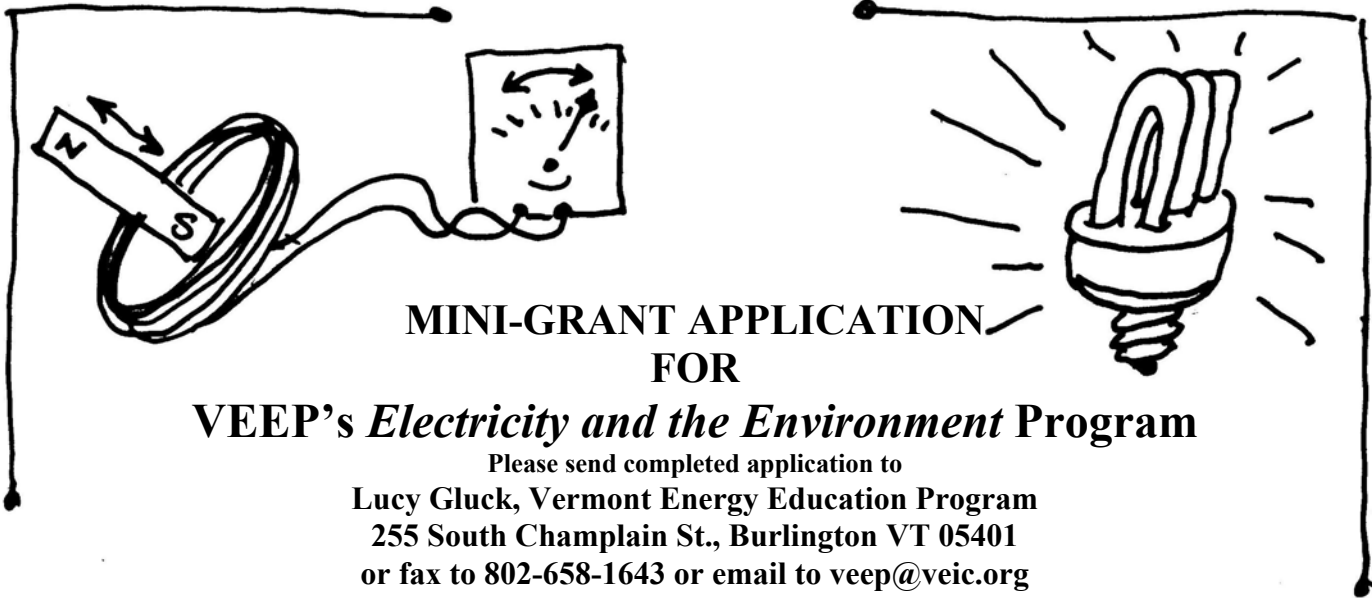 N
S
MINI-GRANT APPLICATION
FOR
VEEP's Electricity and the Environment Program
Please send completed application to
Lucy Gluck, Vermont Energy Education Program
255 South Champlain St., Burlington VT 05401
or fax to 802-658-1643 or email to veep@veic.org